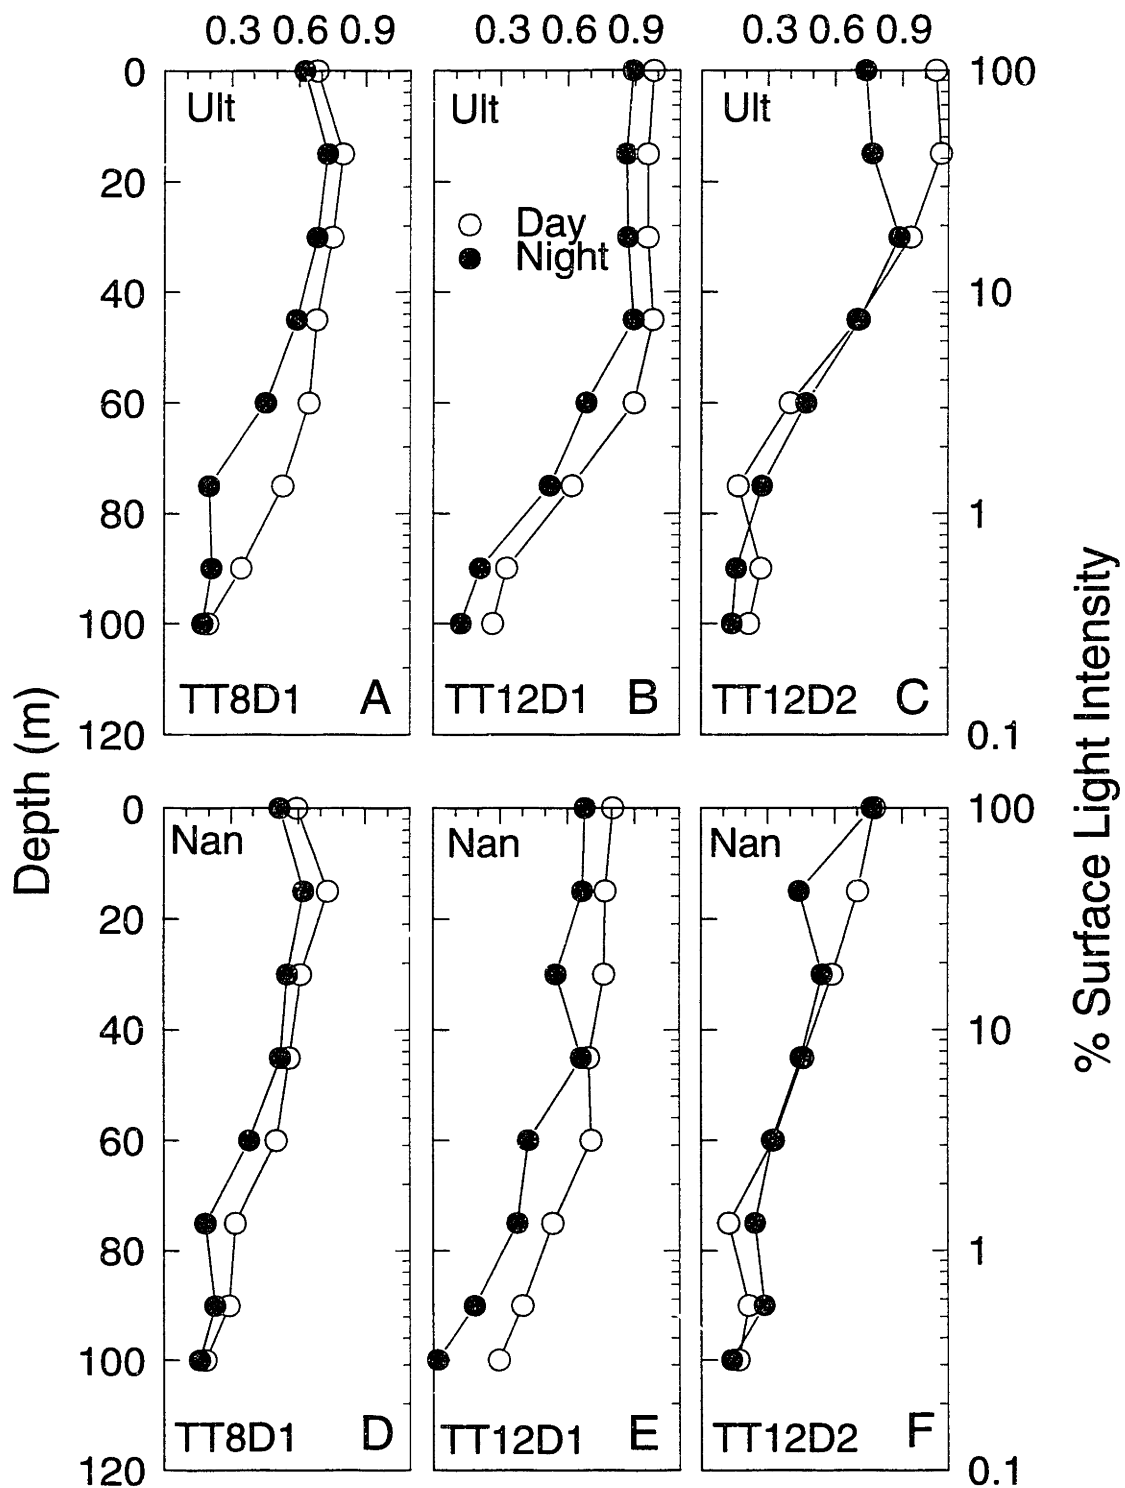 0.3 0.6 0.9 0.3 0.6 0.9 0.3 0.6 0.9
0 Ult Ult Ult 100
20
Day
Night
40 10
60
80 1
100
TT8D1 A TT12D1 B TT12D2 C
120 0.1
Depth (m)
% Surface Light Intensity
0 Nan Nan Nan 100
20
40 10
60
80 1
100
TT8D1 D TT12D1 E TT12D2 F
120 0.1